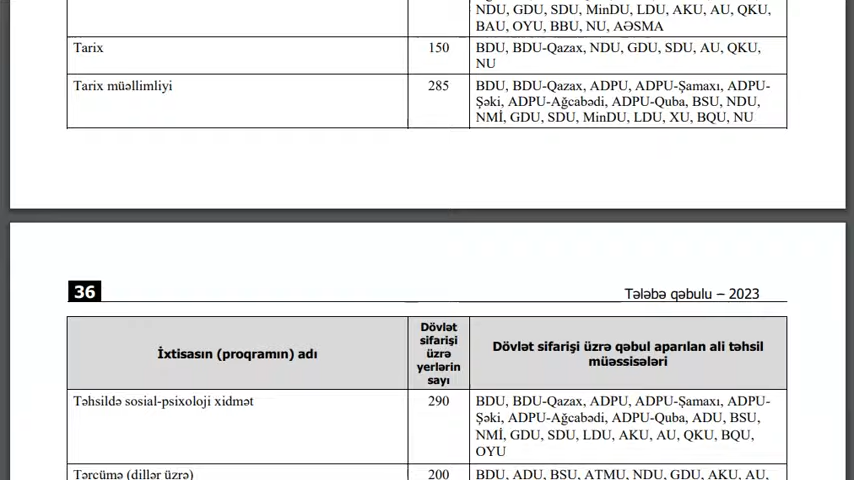 NDU, GDU, SDU, MinDU, LDU, AKU, AU, QKU,
BAU, OYU, BBU, NU, AƏSMA
Tarix 150 BDU, BDU-Qazax, NDU, GDU, SDU, AU, QKU,
NU
Tarix müəllimliyi 285 BDU, BDU-Qazax, ADPU, ADPU-Şamaxı, ADPU-
Şəki, ADPU-Ağcabədi, ADPU-Quba, BSU, NDU,
NMİ, GDU, SDU, MinDU, LDU, XU, BQU, NU
36 Tələbə qəbulu – 2023
İxtisasın (proqramın) adı
Dövlət
sifarişi
üzrə
yerlərin
sayı
Dövlət sifarişi üzrə qəbul aparılan ali təhsil
müəssisələri
Təhsildə sosial-psixoloji xidmət 290 BDU, BDU-Qazax, ADPU, ADPU-Şamaxı, ADPU-
Şəki, ADPU-Ağcabədi, ADPU-Quba, ADU, BSU,
NMİ, GDU, SDU, LDU, AKU, AU, QKU, BQU,
OYU
Tərcümə (dillər üzrə) 200 BDU, ADU, BSU, ATMU, NDU, GDU, AKU, AU,